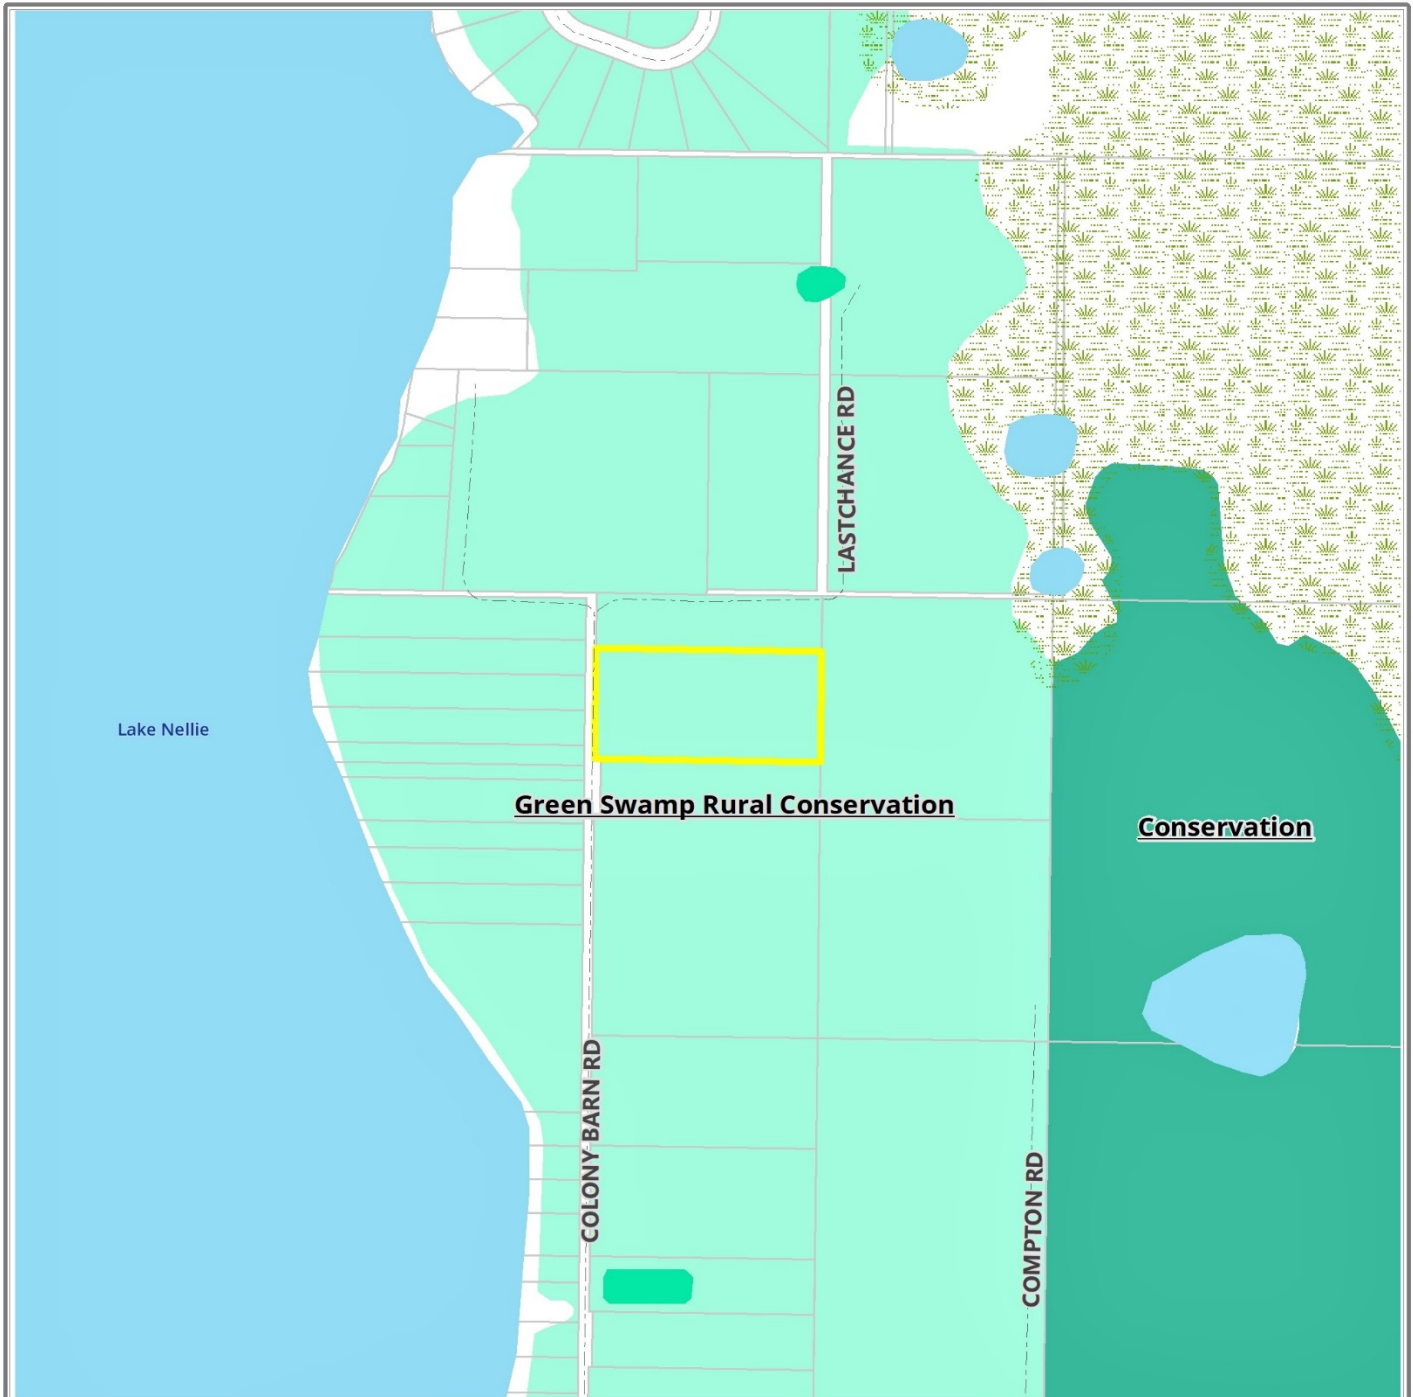 LASTCHANCE RD
Lake Nellie
Green Swamp Rural Conservation
Conservation
COLONY BARN RD
COMPTON RD